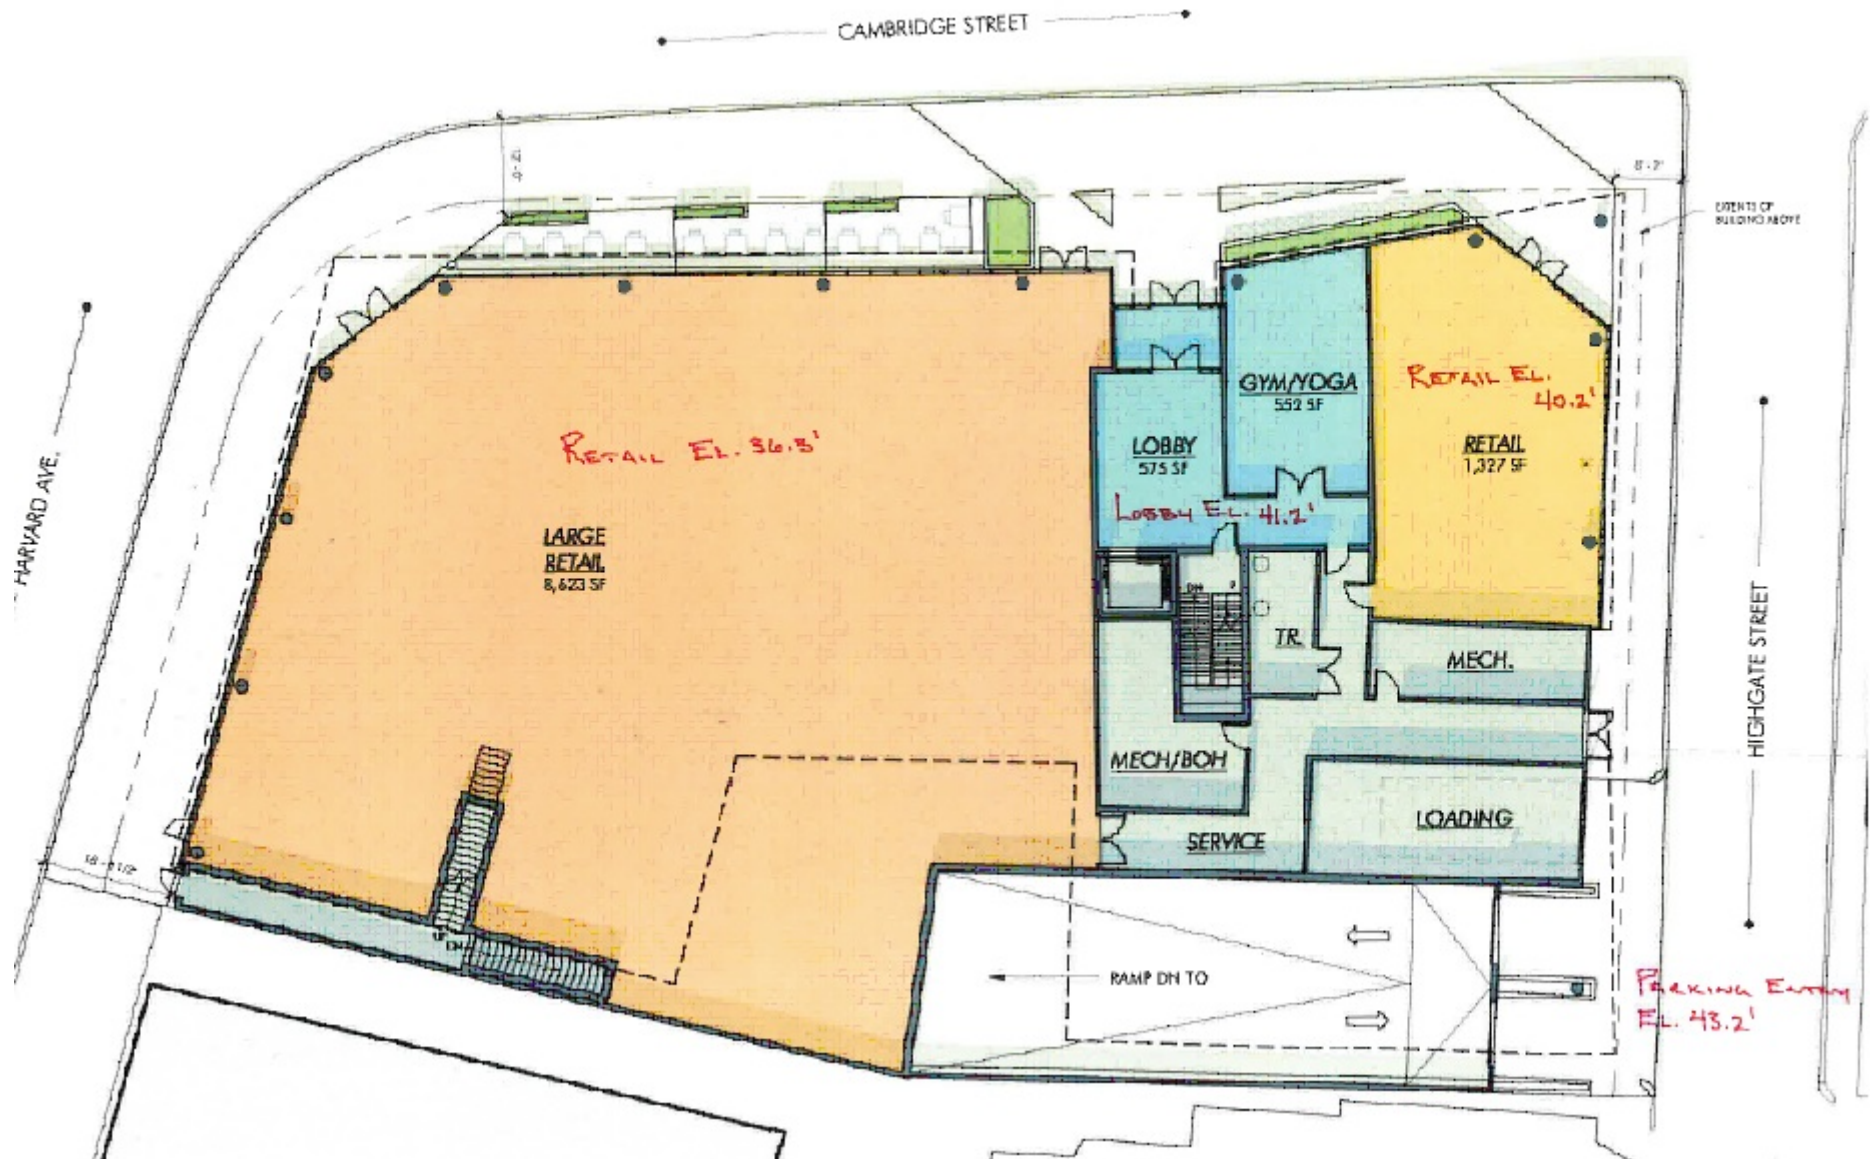 CAMBRIDGE STREET
8'-2"
EXTENTS OF
BUILDING ABOVE
HARVARD AVE.
RETAIL EL. 36.3'
LARGE
RETAIL
8,623 SF
LOBBY
575 SF
LOBBY EL. 41.2'
GYM/YOGA
552 SF
RETAIL EL.
40.2'
RETAIL
1,327 SF
HIGHGATE STREET
DN
TR.
MECH.
MECH/BOH
LOADING
SERVICE
DN
RAMP DN TO
PARKING ENTRY
EL. 43.2'